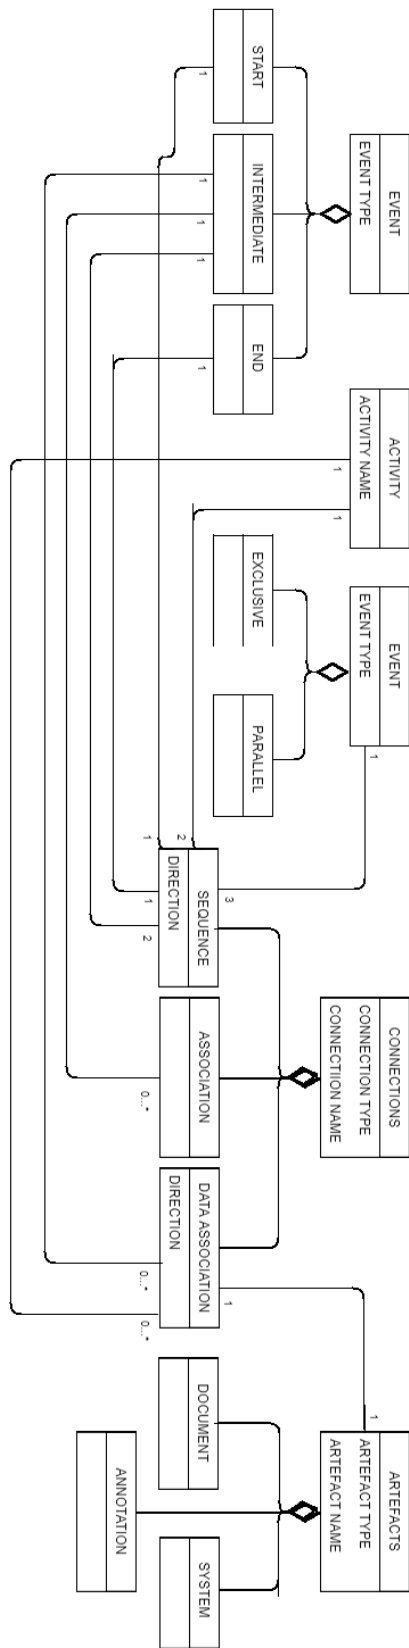 EVENT
EVENT TYPE
START
1
INTERMEDIATE
1
1
1
END
1
ACTIVITY
ACTIVITY NAME
1
1
EVENT
EVENT TYPE
1
EXCLUSIVE
PARALLEL
CONNECTIONS
CONNECTION TYPE
CONNECTIION NAME
SEQUENCE
DIRECTION
3
2
1
1
2
ASSOCIATION
0...*
DATA ASSOCIATION
DIRECTION
1
0...*
0...*
ARTEFACTS
ARTEFACT TYPE
ARTEFACT NAME
1
DOCUMENT
ANNOTATION
SYSTEM